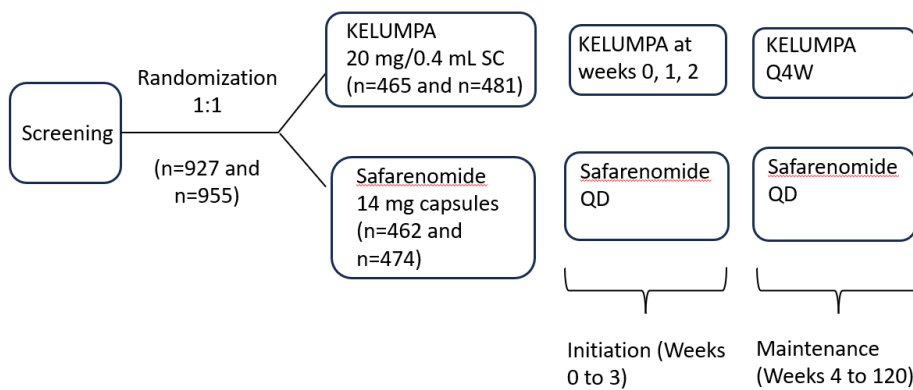 Screening
Randomization
1:1
(n=927 and
n=955)
KELUMPA
20 mg/0.4 mL SC
(n=465 and n=481)
Safarenomide
14 mg capsules
(n=462 and
n=474)
KELUMPA at
weeks 0, 1, 2
KELUMPA
Q4W
Safarenomide
QD
Safarenomide
QD
Initiation (Weeks
0 to 3)
Maintenance
(Weeks 4 to 120)